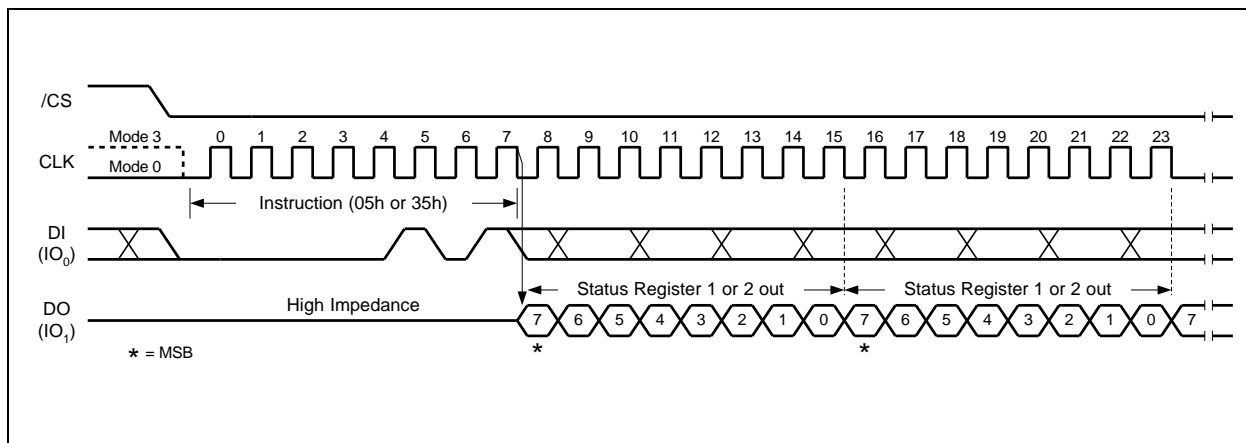 /CS
Mode 3
0 1 2 3 4 5 6 7 8 9 10 11 12 13 14 15 16 17 18 19 20 21 22 23
CLK
Mode 0
Instruction (05h or 35h)
DI
(IO0)
Status Register 1 or 2 out Status Register 1 or 2 out
High Impedance
DO
(IO1)
7 6 5 4 3 2 1 0 7 6 5 4 3 2 1 0 7
* *
* = MSB